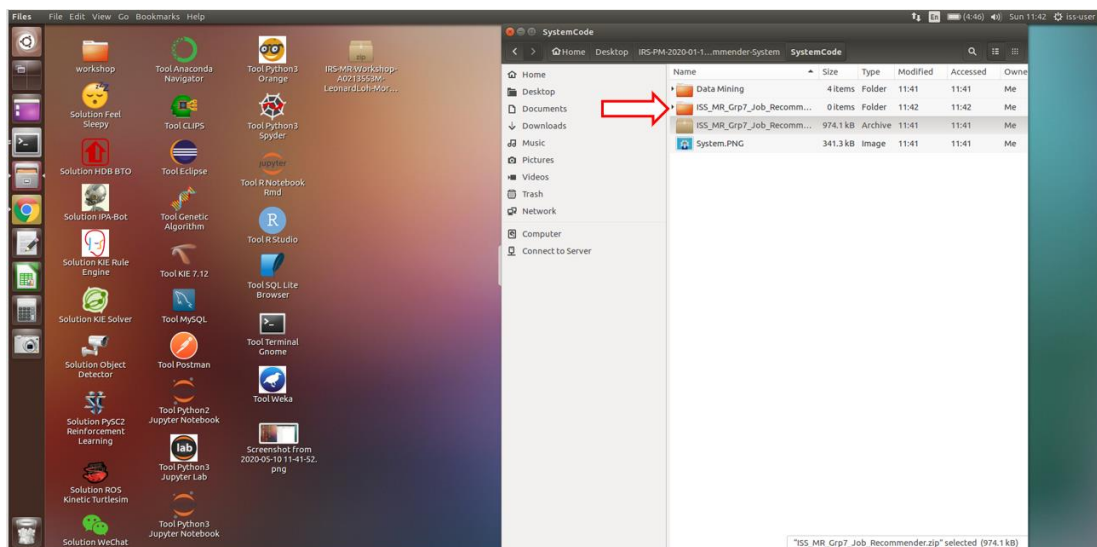 Files File Edit View Go Bookmarks Help
En (4:46) Sun 11:42 iss-user
workshop
Solution Feel
Sleepy
Solution HDB BTO
Solution IPA-Bot
Solution KIE Rule
Engine
Solution KIE Solver
Solution Object
Detector
Solution PySC2
Reinforcement
Learning
Solution ROS
Kinetic Turtlesim
Solution WeChat
Tool Anaconda
Navigator
Tool CLIPS
Tool Eclipse
Tool Genetic
Algorithm
Tool KIE 7.12
Tool MySQL
Tool Postman
Tool Python2
Jupyter Notebook
lab
Tool Python3
Jupyter Lab
Tool Python3
Jupyter Notebook
Tool Python3
Orange
Tool Python3
Spyder
jupyter
Tool R Notebook
Rmd
R
Tool R Studio
Tool SQL Lite
Browser
Tool Terminal
Gnome
Tool Weka
Screenshot from
2020-05-10 11-41-52.
png
zip
IRS-MR-Workshop-
A0213553M-
LeonardLoh-Mor...
SystemCode
Home Desktop IRS-PM-2020-01-1...mmender-System SystemCode
Home
Desktop
Documents
Downloads
Music
Pictures
Videos
Trash
Network
Computer
Connect to Server
Name Size Type Modified Accessed Owne
Data Mining 4 items Folder 11:41 11:41 Me
ISS_MR_Grp7_Job_Recomm... 0 items Folder 11:42 11:42 Me
ISS_MR_Grp7_Job_Recomm... 974.1 kB Archive 11:41 11:41 Me
System.PNG 341.3 kB Image 11:41 11:41 Me
"ISS_MR_Grp7_Job_Recommender.zip" selected (974.1 kB)